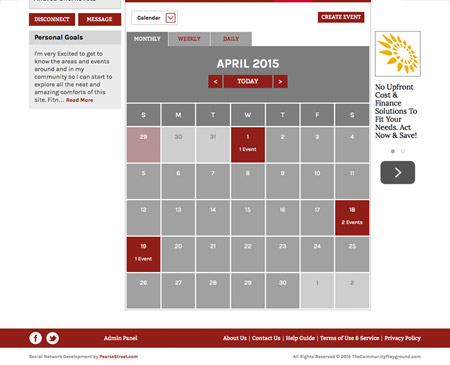 DISCONNECT
MESSAGE
Personal Goals
I'm very Excited to get to
know the areas and events
around and in my
community so I can start to
explore all the neat and
amazing comforts of this
site. Fitn... Read More
Calendar
CREATE EVENT
MONTHLY WEEKLY DAILY
APRIL 2015
< TODAY >
S M T W T F S
29 30 31 1 2 3 4
1 Event
5 6 7 8 9 10 11
12 13 14 15 16 17 18
2 Events
19 20 21 22 23 24 25
1 Event
26 27 28 29 30 1 2
No Upfront
Cost &
Finance
Solutions To
Fit Your
Needs. Act
Now & Save!
Admin Panel
About Us | Contact Us | Help Guide | Terms of Use & Service | Privacy Policy
Social Network Development by PearseStreet.com
All Rights Reserved © 2015 TheCommunityPlayground.com